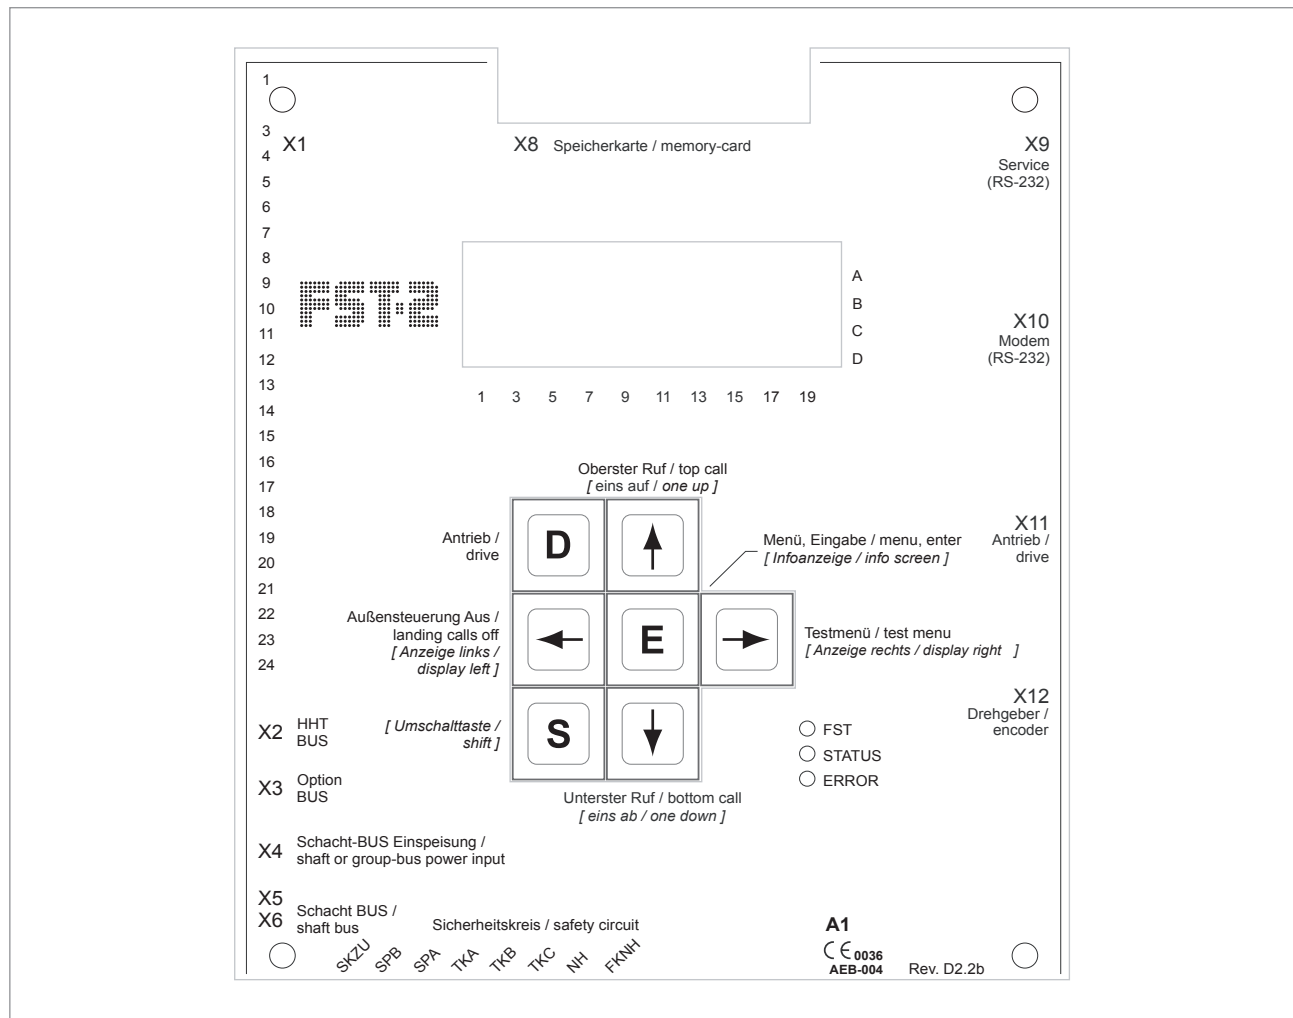 1
3
X1
4
5
6
7
8
9
10
11
12
13
14
15
16
17
18
19
20
21
22
23
24
X8 Speicherkarte / memory-card
X9
Service
(RS-232)
FST-2
A
B
C
D
1 3 5 7 9 11 13 15 17 19
X10
Modem
(RS-232)
Oberster Ruf / top call
[ eins auf / one up ]
Antrieb /
drive
D
Menü, Eingabe / menu, enter
[ Infoanzeige / info screen ]
X11
Antrieb /
drive
Außensteuerung Aus /
landing calls off
[ Anzeige links /
display left ]
E
Testmenü / test menu
[ Anzeige rechts / display right ]
[ Umschalttaste /
shift ]
S
Unterster Ruf / bottom call
[ eins ab / one down ]
X12
Drehgeber /
encoder
FST
STATUS
ERROR
X2 HHT
BUS
X3 Option
BUS
X4 Schacht-BUS Einspeisung /
shaft or group-bus power input
X5
X6 Schacht BUS /
shaft bus
Sicherheitskreis / safety circuit
SKZU SPB SPA TKA TKB TKC NH FKNH
A1
CE 0036
AEB-004 Rev. D2.2b